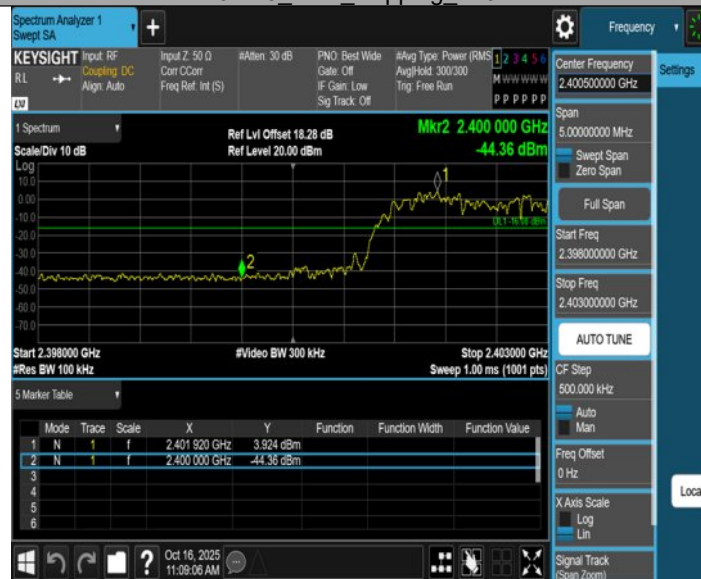 Spectrum Analyzer 1
Swept SA
+
Frequency
Settings
KEYSIGHT
RL
LXI
Input: RF
Coupling: DC
Align: Auto
Input Z: 50 Ω
Corr CCorr
Freq Ref: Int (S)
#Atten: 30 dB
PNO: Best Wide
Gate: Off
IF Gain: Low
Sig Track: Off
#Avg Type: Power (RMS
Avg|Hold: 300/300
Trig: Free Run
1 2 3 4 5 6
M W W W W W
P P P P P P
1 Spectrum
Scale/Div 10 dB
Ref Lvl Offset 18.28 dB
Ref Level 20.00 dBm
Mkr2 2.400 000 GHz
-44.36 dBm
Log
10.0
0.00
-10.0
-20.0
-30.0
-40.0
-50.0
-60.0
-70.0
1
2
Start 2.398000 GHz
#Res BW 100 kHz
#Video BW 300 kHz
Stop 2.403000 GHz
Sweep 1.00 ms (1001 pts)
5 Marker Table
Mode Trace Scale X Y Function Function Width Function Value
1 N 1 f 2.401 920 GHz 3.924 dBm
2 N 1 f 2.400 000 GHz -44.36 dBm
3
4
5
6
?
Oct 16, 2025
11:09:06 AM
Center Frequency
2.400500000 GHz
Span
5.00000000 MHz
Swept Span
Zero Span
Full Span
Start Freq
2.398000000 GHz
Stop Freq
2.403000000 GHz
AUTO TUNE
CF Step
500.000 kHz
Auto
Man
Freq Offset
0 Hz
X Axis Scale
Log
Lin
Signal Track
(Span Zoom)
Loca